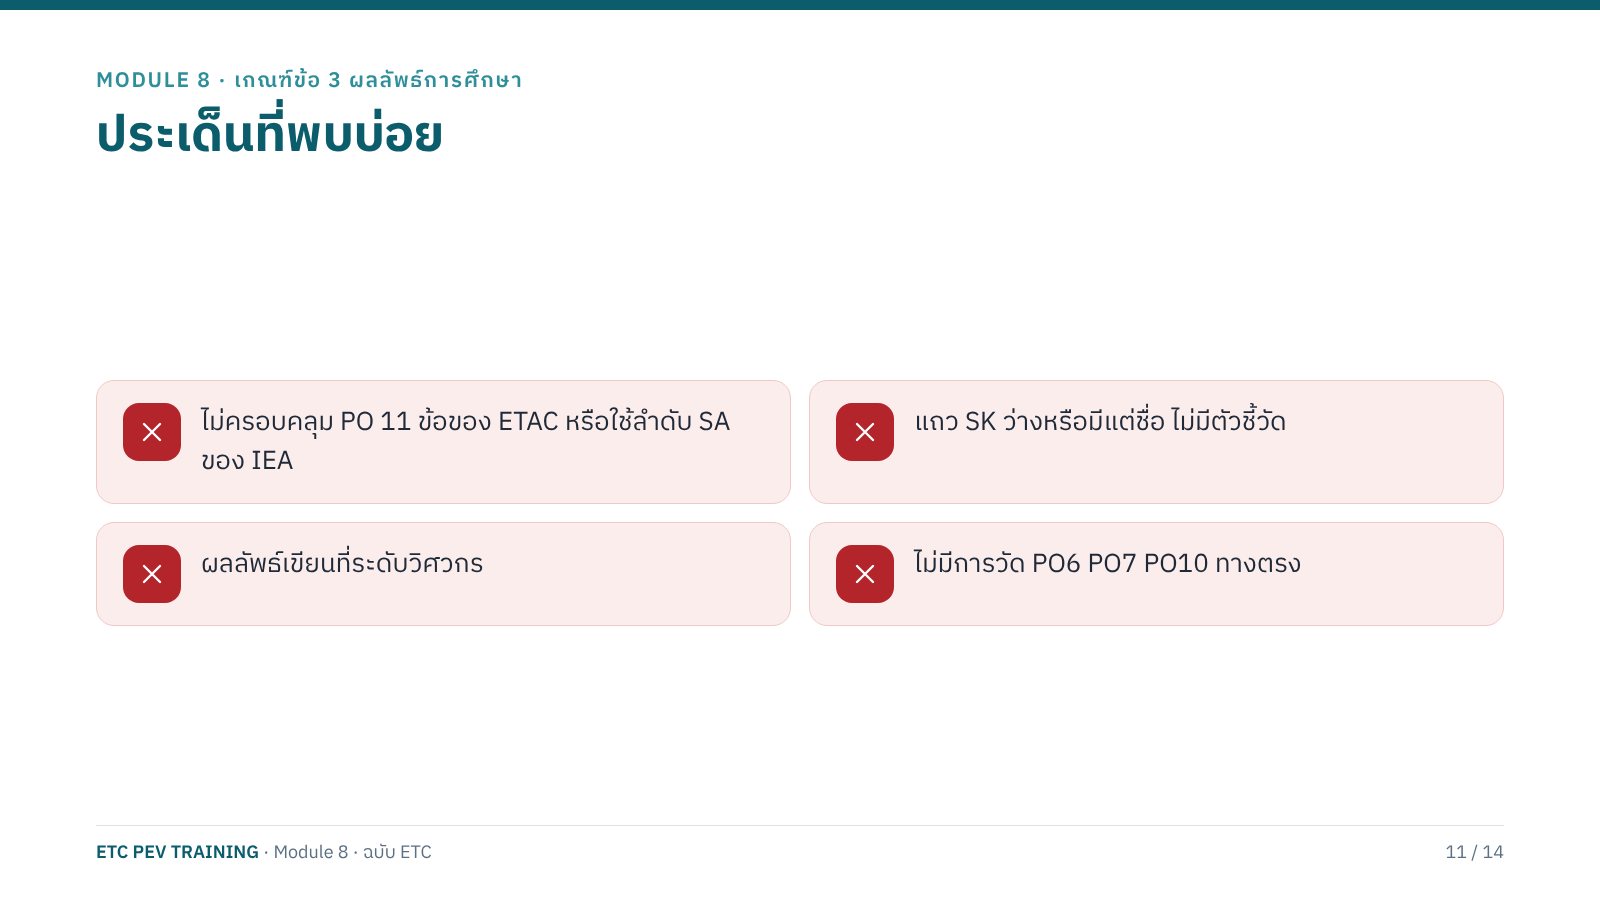 MODULE 8 · เกณฑ์ข้อ 3 ผลลัพธ์การศึกษา
ประเด็นที่พบบ่อย
ไม่ครอบคลุม PO 11 ข้อของ ETAC หรือใช้ลำดับ SA
ของ IEA
แถว SK ว่างหรือมีแต่ชื่อ ไม่มีตัวชี้วัด
ผลลัพธ์เขียนที่ระดับวิศวกร
ไม่มีการวัด PO6 PO7 PO10 ทางตรง
ETC PEV TRAINING · Module 8 · ฉบับ ETC
11 / 14